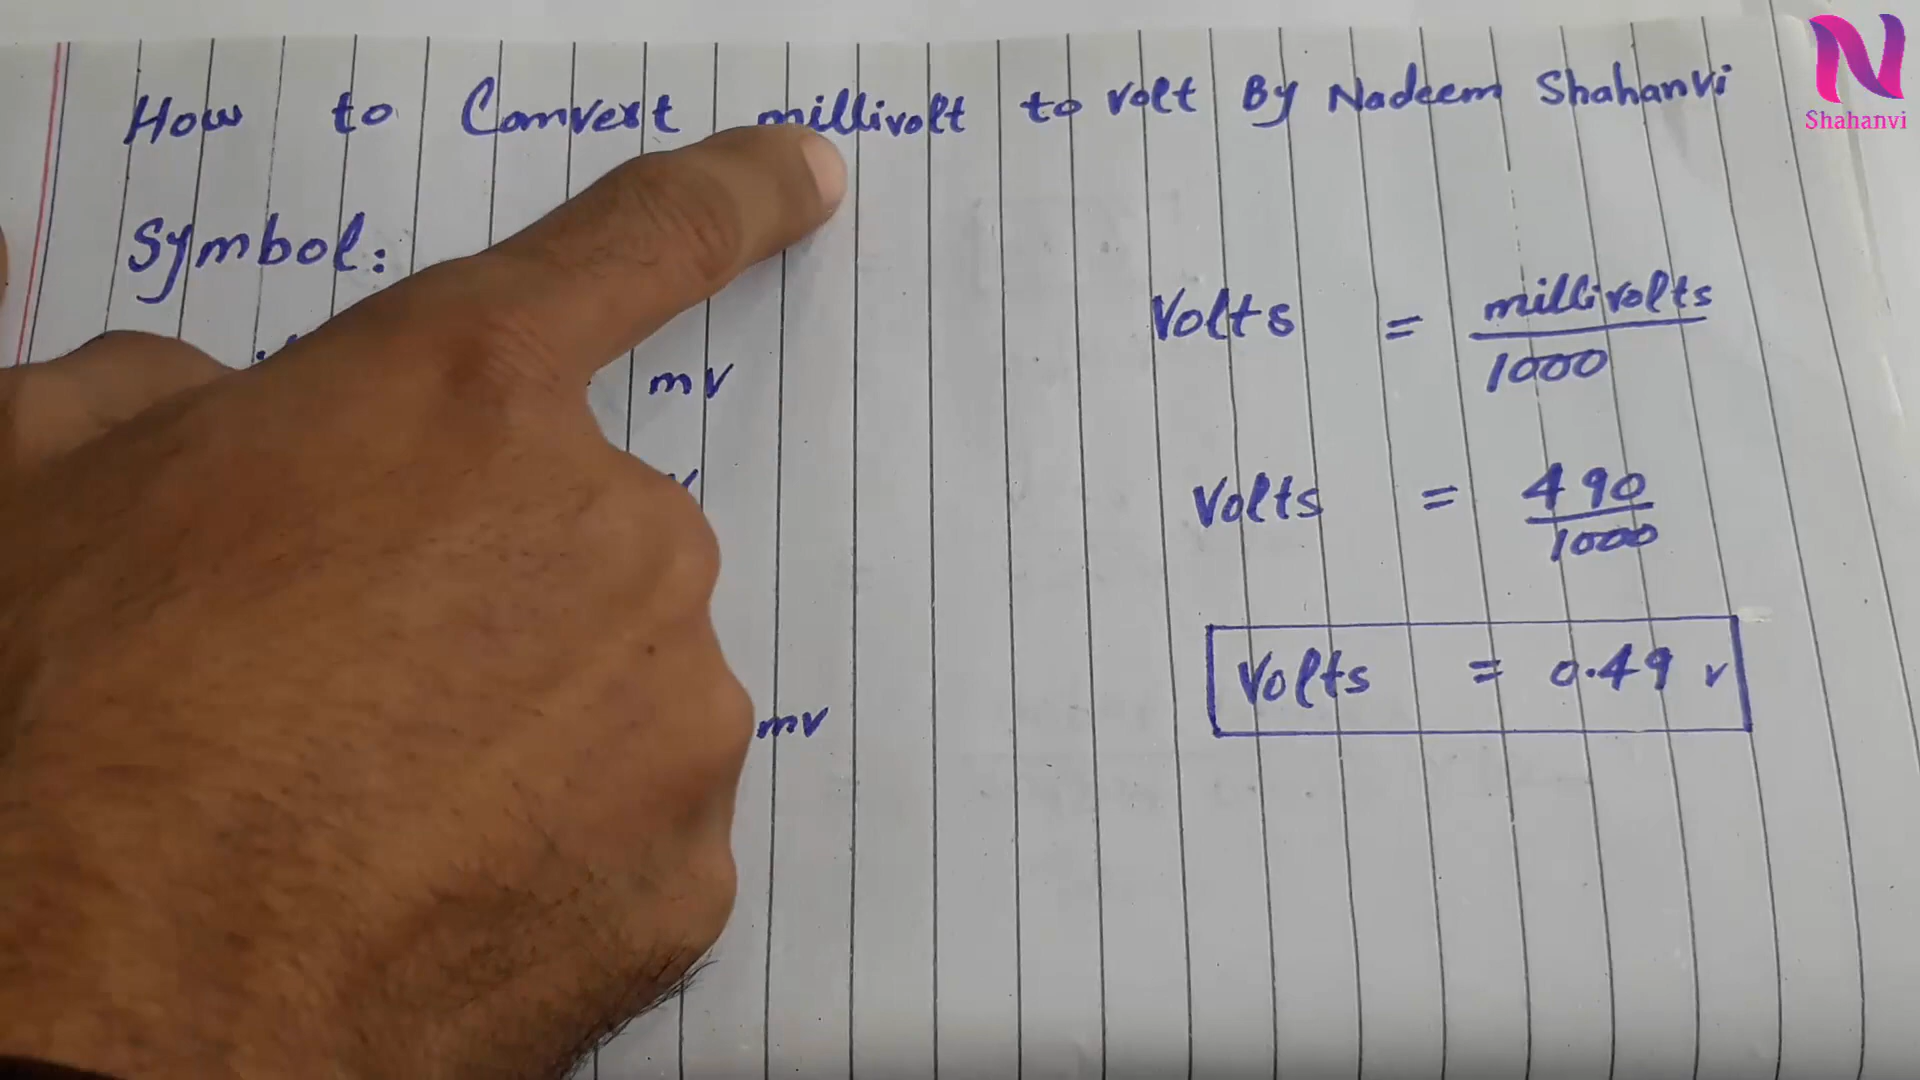 How to Convert millivolt to volt By Nadeem Shahanvi
N
Shahanvi
Symbol:
mv
Volts = millivolts / 1000
Volts = 490 / 1000
Volts = 0.49 v
mv